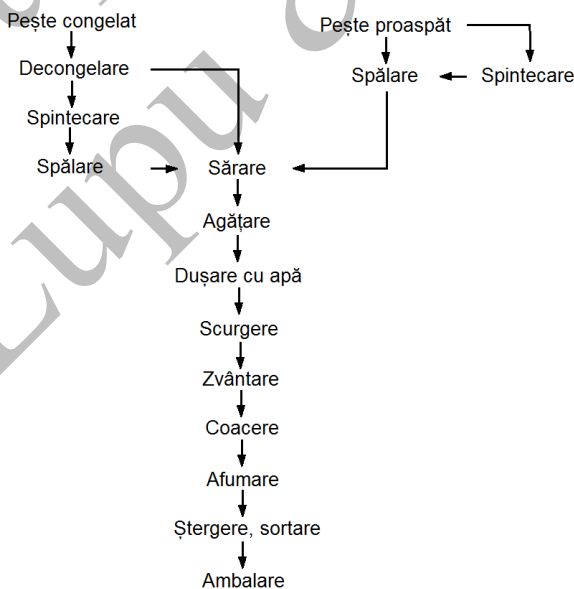 Pește congelat
Pește proaspăt
Decongelare
Spălare
Spintecare
Spintecare
Spălare
Sărare
Agățare
Dușare cu apă
Scurgere
Zvântare
Coacere
Afumare
Ștergere, sortare
Ambalare
Lupu